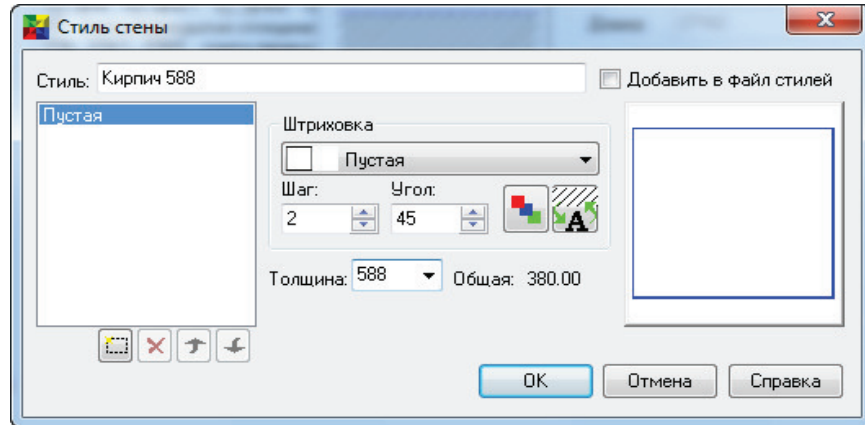 Стиль стены
Стиль: Кирпич 588
Добавить в файл стилей
Пустая
Штриховка
Пустая
Шаг: Угол:
2 45
A
Толщина: 588 Общая: 380.00
OK Отмена Справка